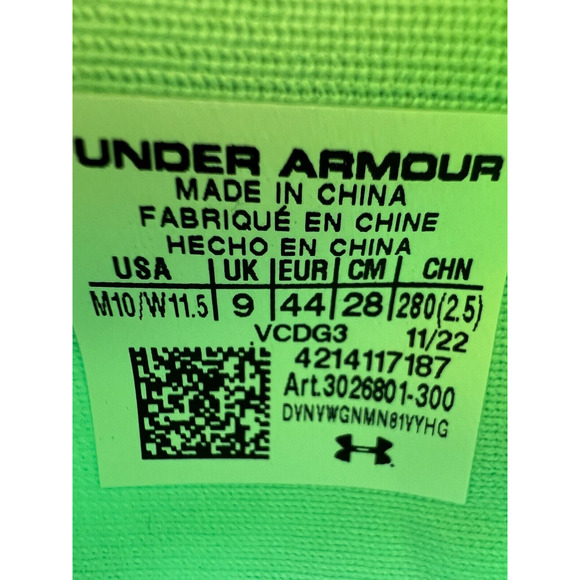 UNDER ARMOUR
MADE IN CHINA
FABRIQUÉ EN CHINE
HECHO EN CHINA
USA UK EUR CM CHN
M10/W11.5 9 44 28 280(2.5)
VCDG3 11/22
4214117187
Art.3026801-300
DVNVWGNMN81VYHG